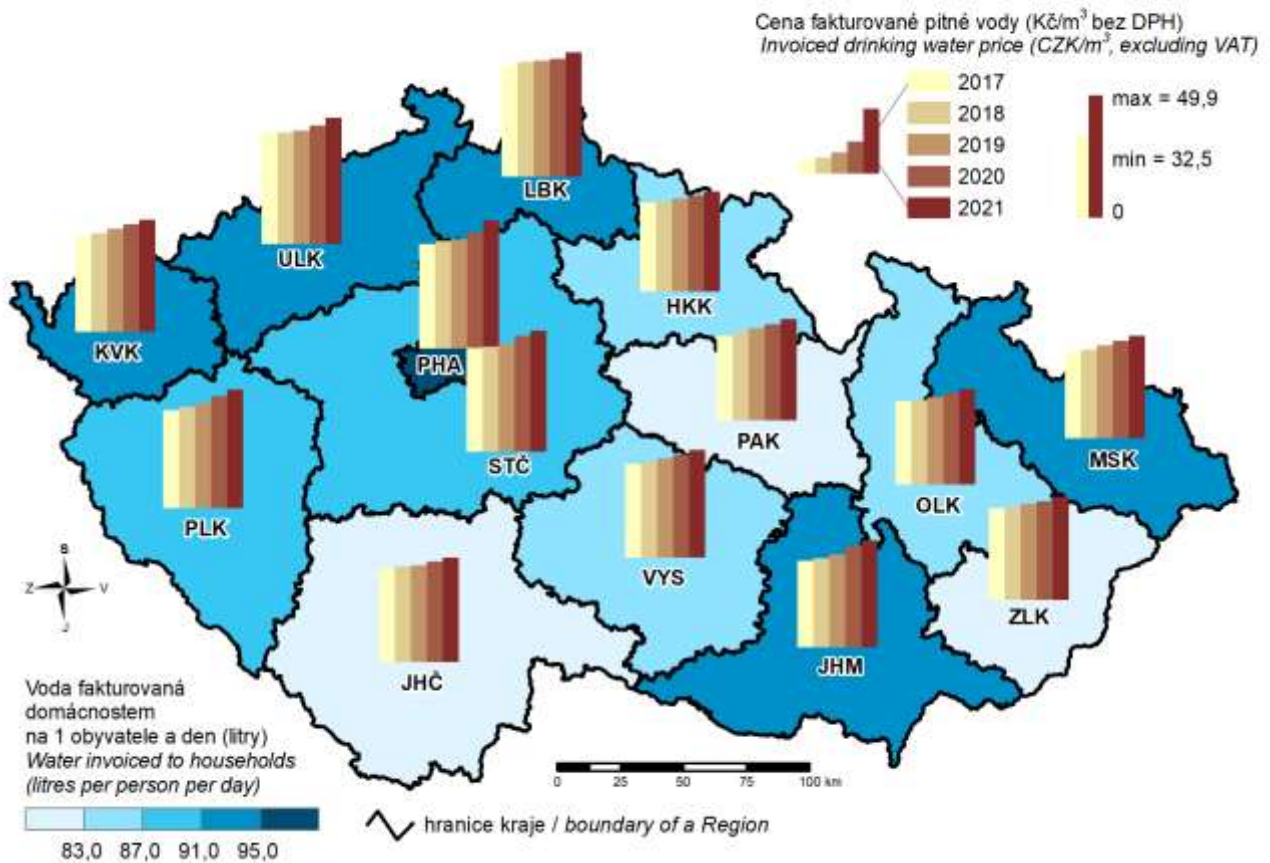 Cena fakturované pitné vody (Kč/m³ bez DPH)
Invoiced drinking water price (CZK/m³, excluding VAT)
2017
2018
2019
2020
2021
max = 49,9
min = 32,5
0
LBK
ULK
HKK
KVK
PHA
STČ
PAK
MSK
PLK
OLK
VYS
ZLK
JHM
JHČ
S
Z
V
J
Voda fakturovaná
domácnostem
na 1 obyvatele a den (litry)
Water invoiced to households
(litres per person per day)
83,0 87,0 91,0 95,0
0 25 50 75 100 km
hranice kraje / boundary of a Region